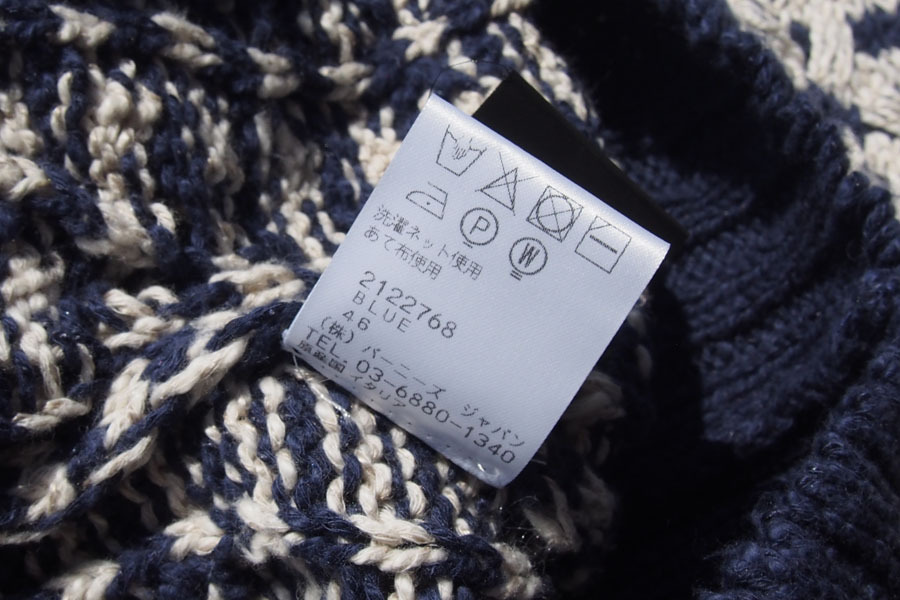 P
W
洗濯ネット使用
あて布使用
2122768
BLUE
46
(株) バーニーズ ジャパン
TEL. 03-6880-1340
原産国 イタリア